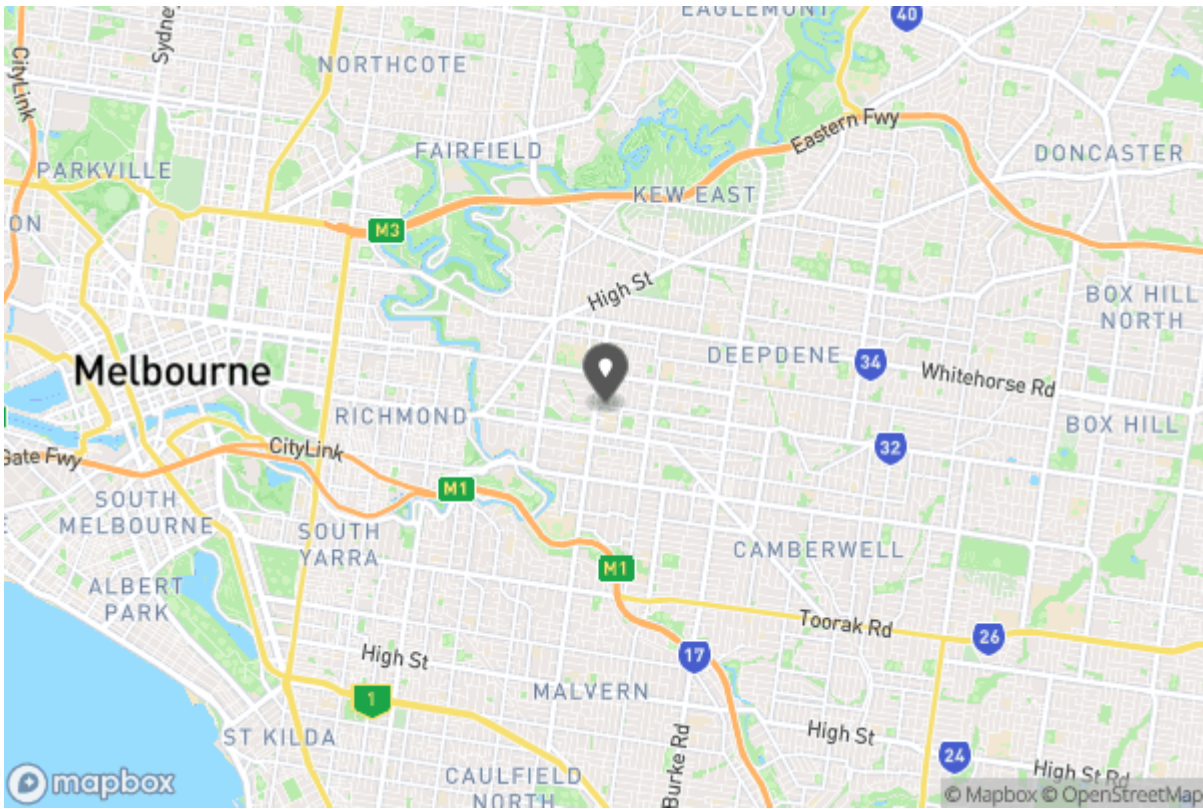 EAGLEMONT
40
Sydney
CityLink
NORTHCOTE
Eastern Fwy
FAIRFIELD
DONCASTER
PARKVILLE
KEW EAST
ON
M3
High St
BOX HILL
NORTH
DEEPDENE
34
Melbourne
Whitehorse Rd
RICHMOND
BOX HILL
CityLink
32
Gate Fwy
M1
SOUTH
MELBOURNE
SOUTH
YARRA
CAMBERWELL
M1
ALBERT
PARK
Toorak Rd
26
High St
17
MALVERN
1
ST KILDA
High St
Burke Rd
24
CAULFIELD
NORTH
High St Rd
mapbox
© Mapbox © OpenStreetMap